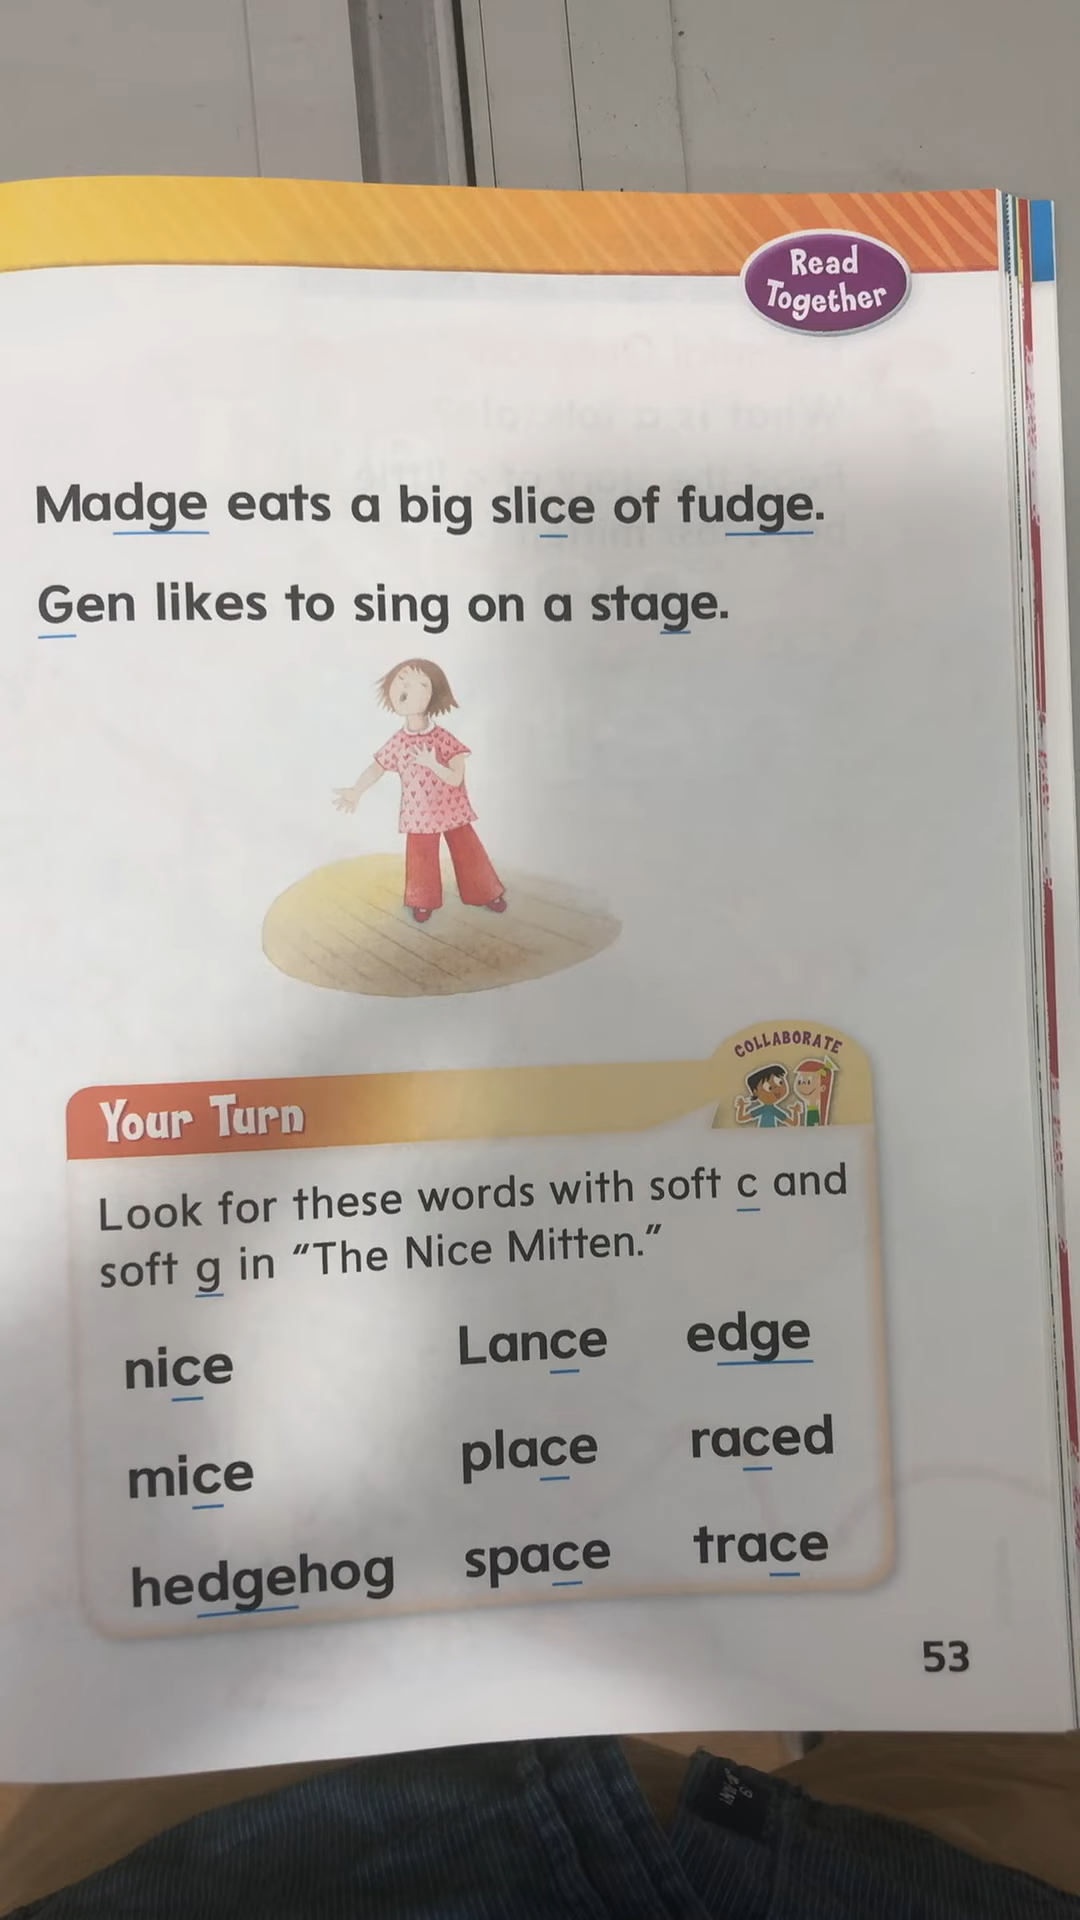 Read
Together
Madge eats a big slice of fudge.
Gen likes to sing on a stage.
COLLABORATE
Your Turn
Look for these words with soft c and
soft g in “The Nice Mitten.”
nice Lance edge
mice place raced
hedgehog space trace
53